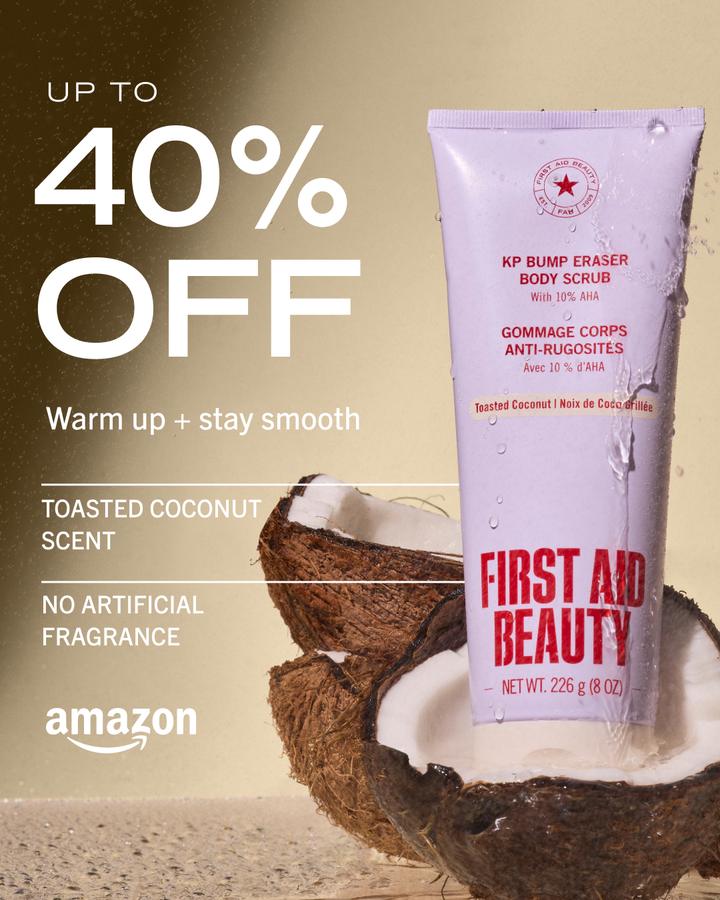 UP TO
40%
OFF
Warm up + stay smooth
TOASTED COCONUT
SCENT
NO ARTIFICIAL
FRAGRANCE
amazon
FIRST AID BEAUTY
EST. FAB 2009
KP BUMP ERASER
BODY SCRUB
With 10% AHA
GOMMAGE CORPS
ANTI-RUGOSITÉS
Avec 10 % d'AHA
Toasted Coconut | Noix de Coco Grillée
FIRST AID
BEAUTY
NET WT. 226 g (8 OZ)